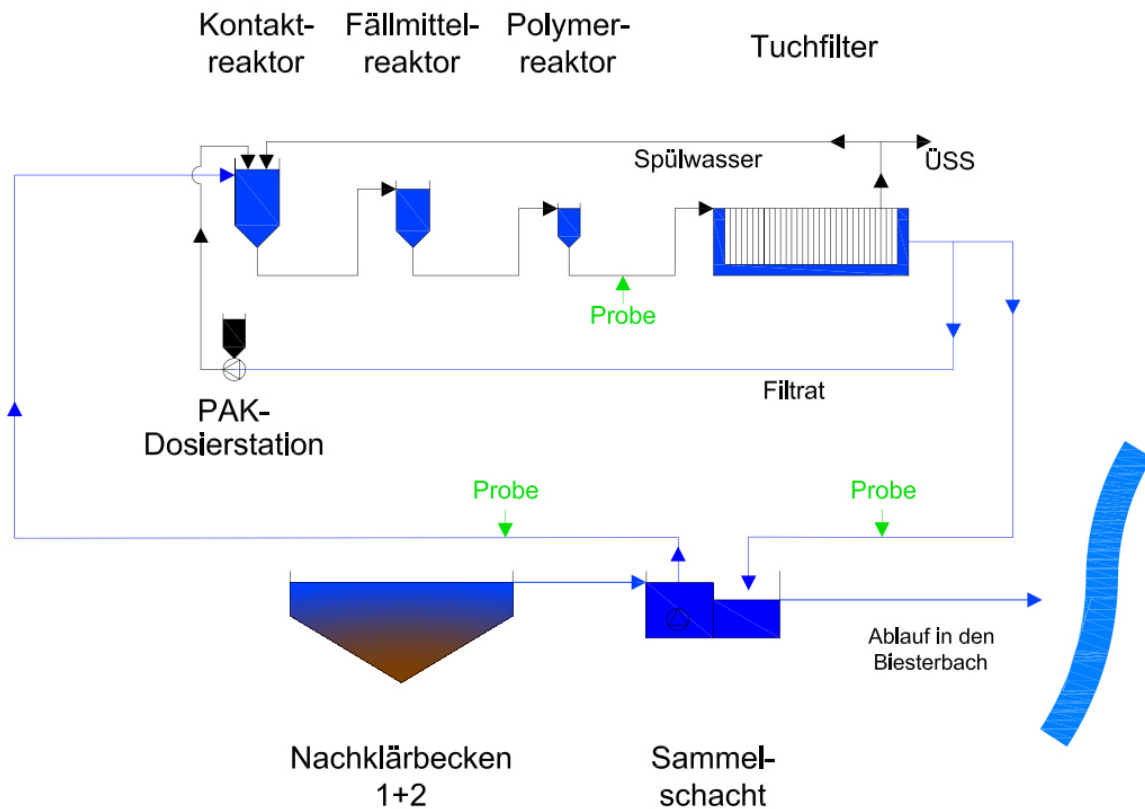 Kontakt-
reaktor
Fällmittel-
reaktor
Polymer-
reaktor
Tuchfilter
Spülwasser
ÜSS
Probe
Filtrat
PAK-
Dosierstation
Probe
Probe
Ablauf in den
Biesterbach
Nachklärbecken
1+2
Sammel-
schacht